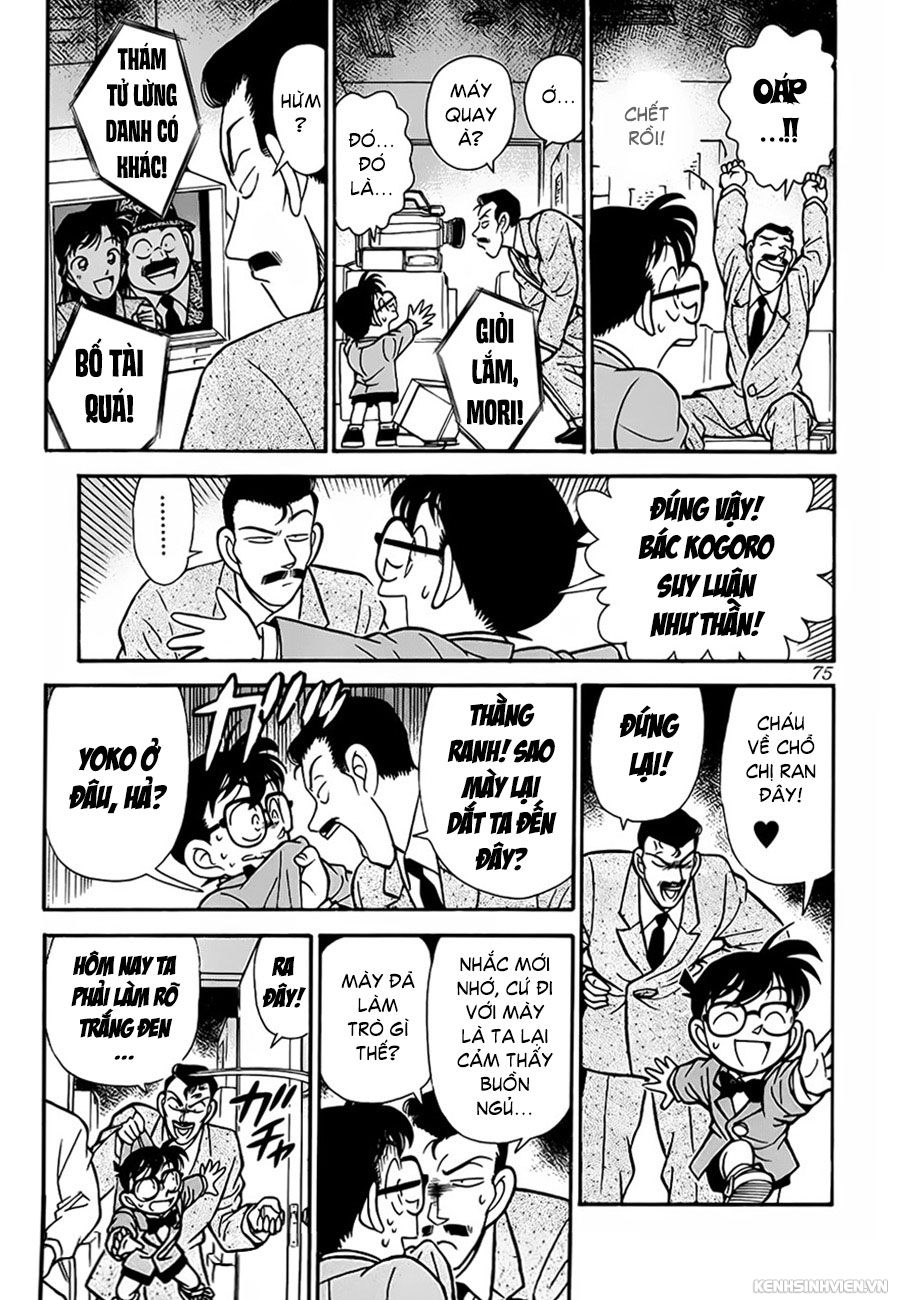 OÁP
...!!
CHẾT
RỒI!
Ớ...
MÁY
QUAY
À?
ĐÓ...
ĐÓ
LÀ...
GIỎI
LẮM,
MORI!
HỪM
?
THÁM
TỬ LỪNG
DANH CÓ
KHÁC!
BỐ TÀI
QUÁ!
ĐÚNG VẬY!
BÁC KOGORO
SUY LUẬN
NHƯ THẦN!
.........
75
CHÁU
VỀ CHỖ
CHỊ RAN
ĐÂY!
♥
ĐỨNG
LẠI!
THẰNG
RANH! SAO
MÀY LẠI
DẮT TA ĐẾN
ĐÂY?
YOKO Ở
ĐÂU, HẢ?
NHẮC MỚI
NHỚ, CỨ ĐI
VỚI MÀY
LÀ TA LẠI
CẢM THẤY
BUỒN
NGỦ...
MÀY ĐÃ
LÀM
TRÒ GÌ
THẾ?
RA
ĐÂY!
HÔM NAY TA
PHẢI LÀM RÕ
TRẮNG ĐEN
...
ガチャ
KENHSINHVIEN.VN